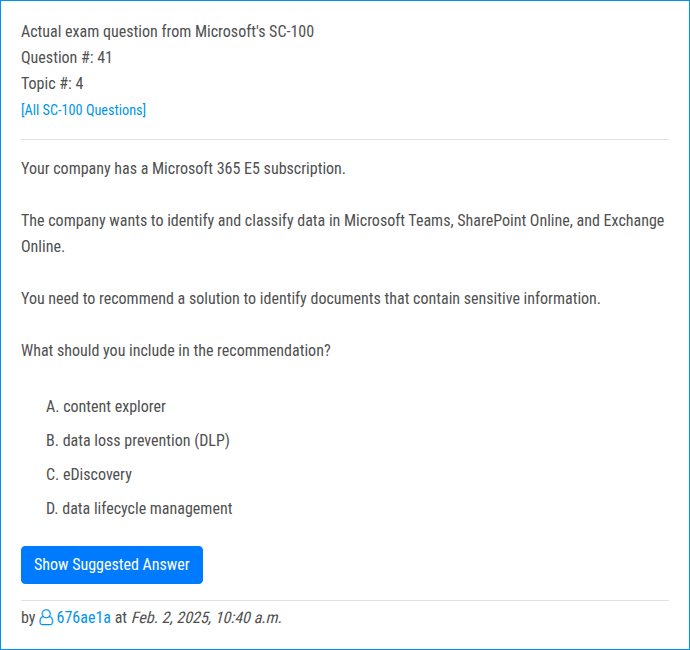 Actual exam question from Microsoft's SC-100
Question #: 41
Topic #: 4
[All SC-100 Questions]
Your company has a Microsoft 365 E5 subscription.
The company wants to identify and classify data in Microsoft Teams, SharePoint Online, and Exchange
Online.
You need to recommend a solution to identify documents that contain sensitive information.
What should you include in the recommendation?
A. content explorer
B. data loss prevention (DLP)
C. eDiscovery
D. data lifecycle management
Show Suggested Answer
by 676ae1a at Feb. 2, 2025, 10:40 a.m.